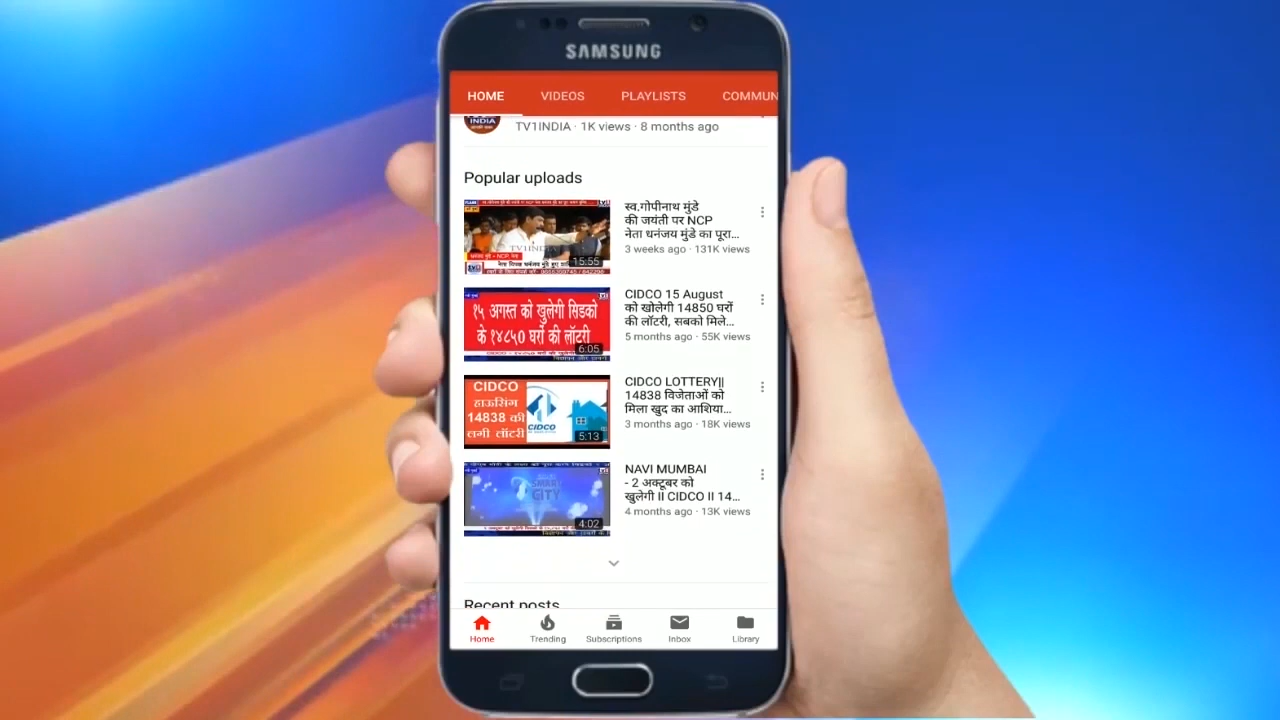 SAMSUNG
HOME VIDEOS PLAYLISTS COMMUN
INDIA
TV1INDIA · 1K views · 8 months ago
Popular uploads
स्व.गोपीनाथ मुंडे
की जयंती पर NCP
नेता धनंजय मुंडे का पूरा...
3 weeks ago · 131K views
TV1INDIA
15:55
CIDCO 15 August
को खोलेगी 14850 घरों
की लॉटरी, सबको मिले...
5 months ago · 55K views
१५ अगस्त को खुलेगी सिडको
के १४८५० घरों की लॉटरी
6:05
CIDCO LOTTERY||
14838 विजेताओं को
मिला खुद का आशिया...
3 months ago · 18K views
CIDCO
हाऊसिंग
14838 की
लगी लॉटरी
CIDCO
5:13
NAVI MUMBAI
- 2 अक्टूबर को
खुलेगी II CIDCO II 14...
4 months ago · 13K views
SMART
CITY
4:02
Recent posts
Home Trending Subscriptions Inbox Library